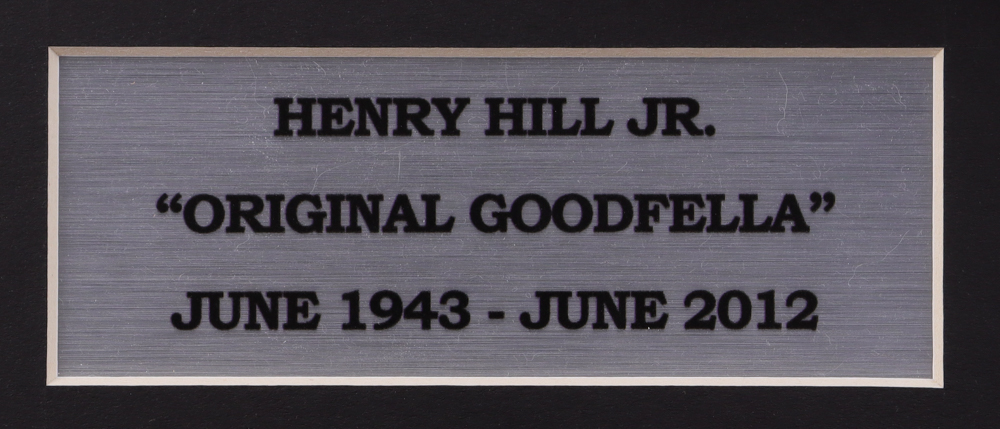 HENRY HILL JR.
“ORIGINAL GOODFELLA”
JUNE 1943 - JUNE 2012